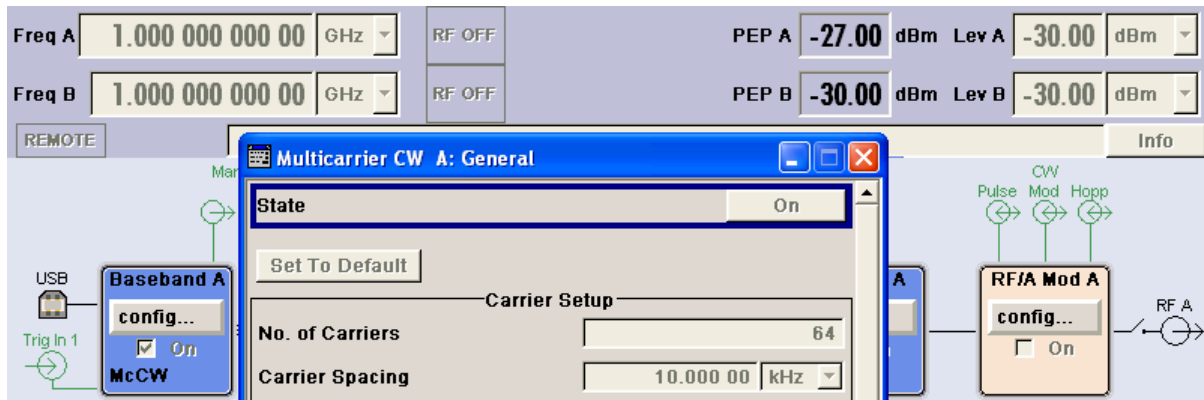 Freq A 1.000 000 000 00 GHz RF OFF PEP A -27.00 dBm Lev A -30.00 dBm
Freq B 1.000 000 000 00 GHz RF OFF PEP B -30.00 dBm Lev B -30.00 dBm
REMOTE Info
Multicarrier CW A: General
State On
Set To Default
Carrier Setup
No. of Carriers 64
Carrier Spacing 10.000 00 kHz
USB
Trig In 1
Baseband A
config...
On
McCW
A
CW
Pulse Mod Hopp
RF/A Mod A
config...
On
RF A